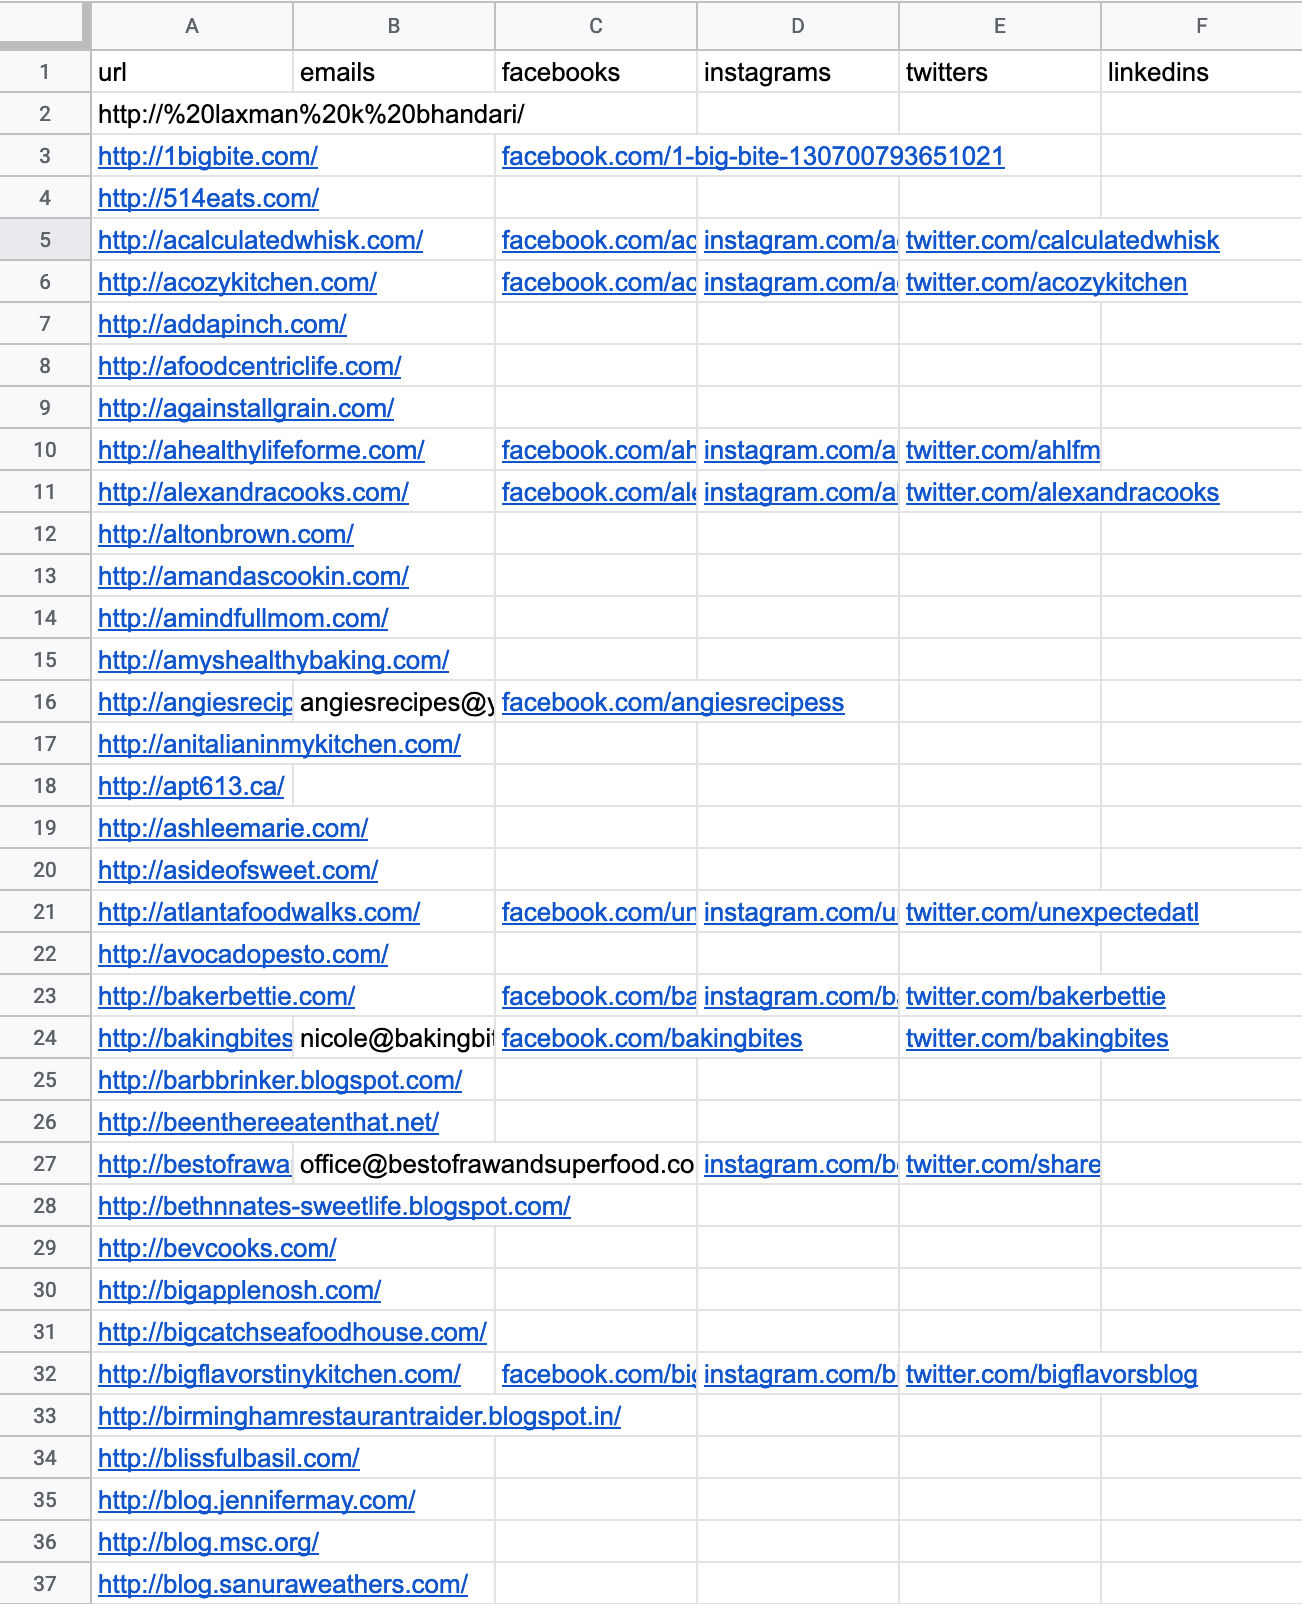 A B C D E F
1 url emails facebooks instagrams twitters linkedins
2 http://%20laxman%20k%20bhandari/
3 http://1bigbite.com/ facebook.com/1-big-bite-130700793651021
4 http://514eats.com/
5 http://acalculatedwhisk.com/ facebook.com/ac instagram.com/a twitter.com/calculatedwhisk
6 http://acozykitchen.com/ facebook.com/ac instagram.com/a twitter.com/acozykitchen
7 http://addapinch.com/
8 http://afoodcentriclife.com/
9 http://againstallgrain.com/
10 http://ahealthylifeforme.com/ facebook.com/ah instagram.com/a twitter.com/ahlfm
11 http://alexandracooks.com/ facebook.com/ale instagram.com/al twitter.com/alexandracooks
12 http://altonbrown.com/
13 http://amandascookin.com/
14 http://amindfullmom.com/
15 http://amyshealthybaking.com/
16 http://angiesrecip angiesrecipes@y facebook.com/angiesrecipess
17 http://anitalianinmykitchen.com/
18 http://apt613.ca/
19 http://ashleemarie.com/
20 http://asideofsweet.com/
21 http://atlantafoodwalks.com/ facebook.com/un instagram.com/u twitter.com/unexpectedatl
22 http://avocadopesto.com/
23 http://bakerbettie.com/ facebook.com/ba instagram.com/ba twitter.com/bakerbettie
24 http://bakingbites nicole@bakingbit facebook.com/bakingbites twitter.com/bakingbites
25 http://barbbrinker.blogspot.com/
26 http://beenthereeatenthat.net/
27 http://bestofrawa office@bestofrawandsuperfood.co instagram.com/be twitter.com/share
28 http://bethnnates-sweetlife.blogspot.com/
29 http://bevcooks.com/
30 http://bigapplenosh.com/
31 http://bigcatchseafoodhouse.com/
32 http://bigflavorstinykitchen.com/ facebook.com/big instagram.com/b twitter.com/bigflavorsblog
33 http://birminghamrestaurantraider.blogspot.in/
34 http://blissfulbasil.com/
35 http://blog.jennifermay.com/
36 http://blog.msc.org/
37 http://blog.sanuraweathers.com/